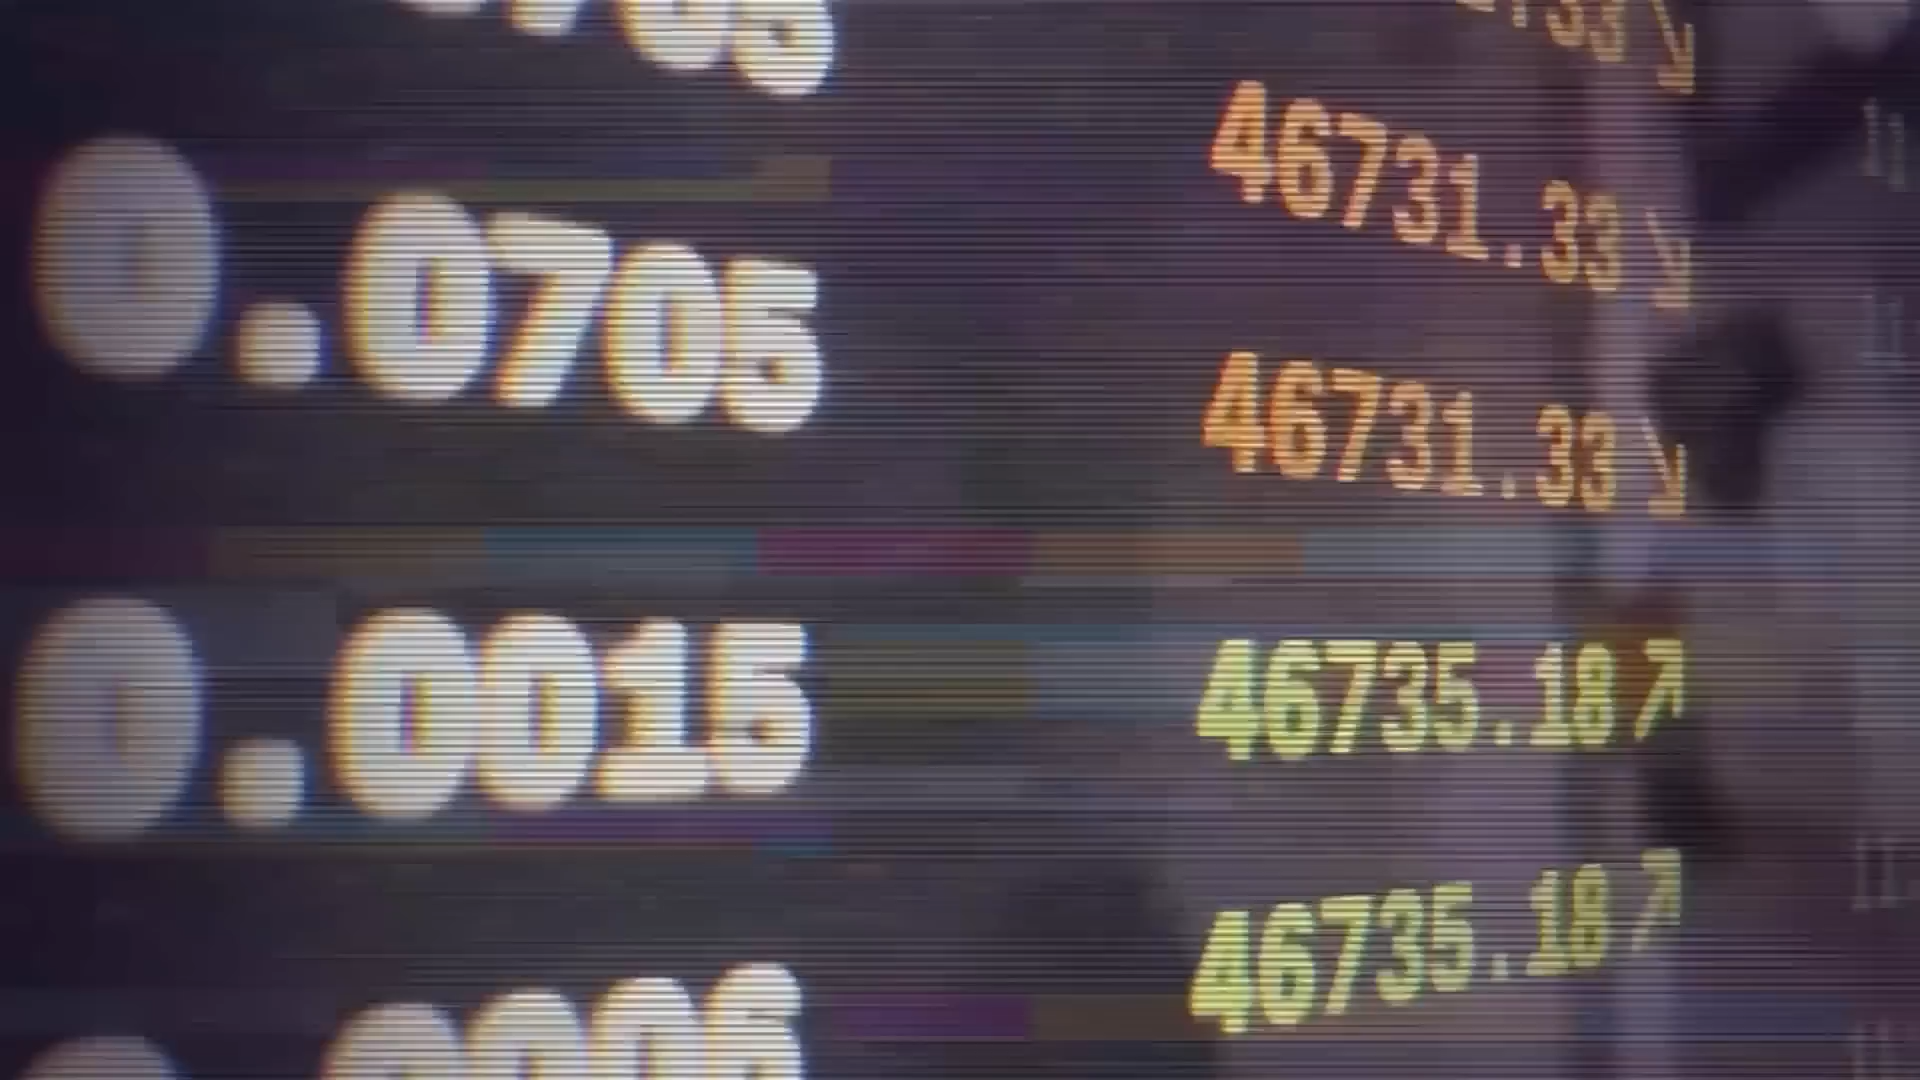 0.0705 46731.33 ↘
46731.33 ↘
0.0015 46735.18 ↗
46735.18 ↗